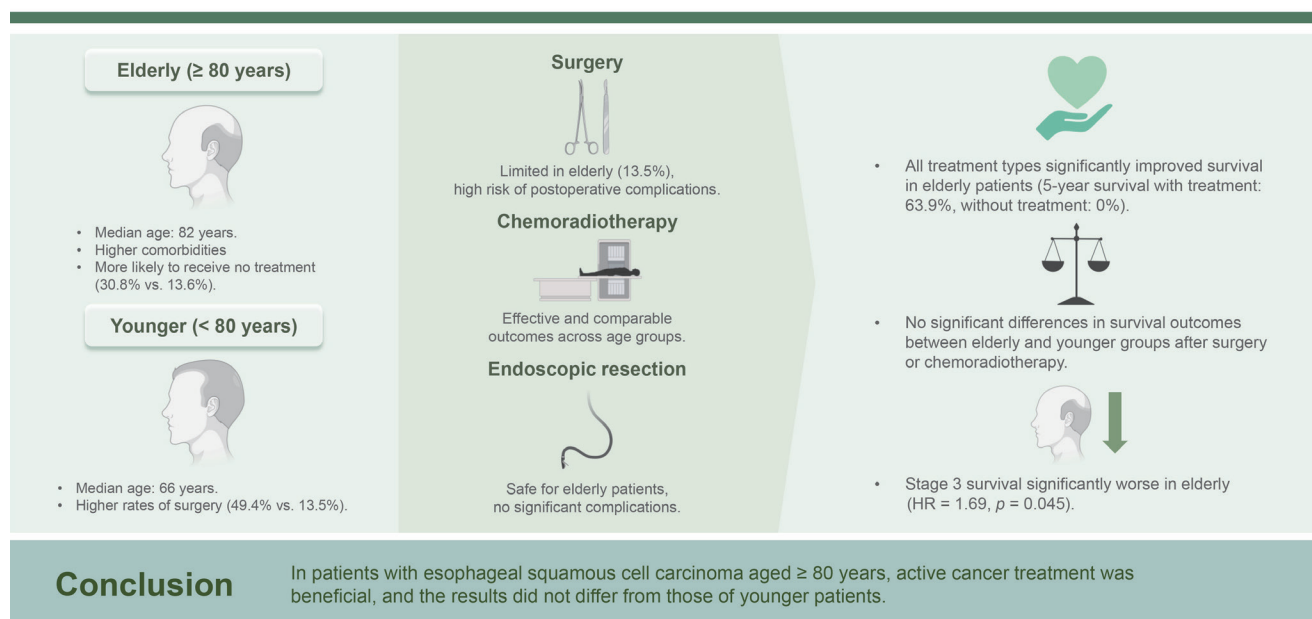 Elderly (≥ 80 years)
• Median age: 82 years.
• Higher comorbidities
• More likely to receive no treatment
(30.8% vs. 13.6%).
Younger (< 80 years)
• Median age: 66 years.
• Higher rates of surgery (49.4% vs. 13.5%).
Surgery
Limited in elderly (13.5%),
high risk of postoperative complications.
Chemoradiotherapy
Effective and comparable
outcomes across age groups.
Endoscopic resection
Safe for elderly patients,
no significant complications.
• All treatment types significantly improved survival
in elderly patients (5-year survival with treatment:
63.9%, without treatment: 0%).
• No significant differences in survival outcomes
between elderly and younger groups after surgery
or chemoradiotherapy.
• Stage 3 survival significantly worse in elderly
(HR = 1.69, p = 0.045).
Conclusion
In patients with esophageal squamous cell carcinoma aged ≥ 80 years, active cancer treatment was
beneficial, and the results did not differ from those of younger patients.